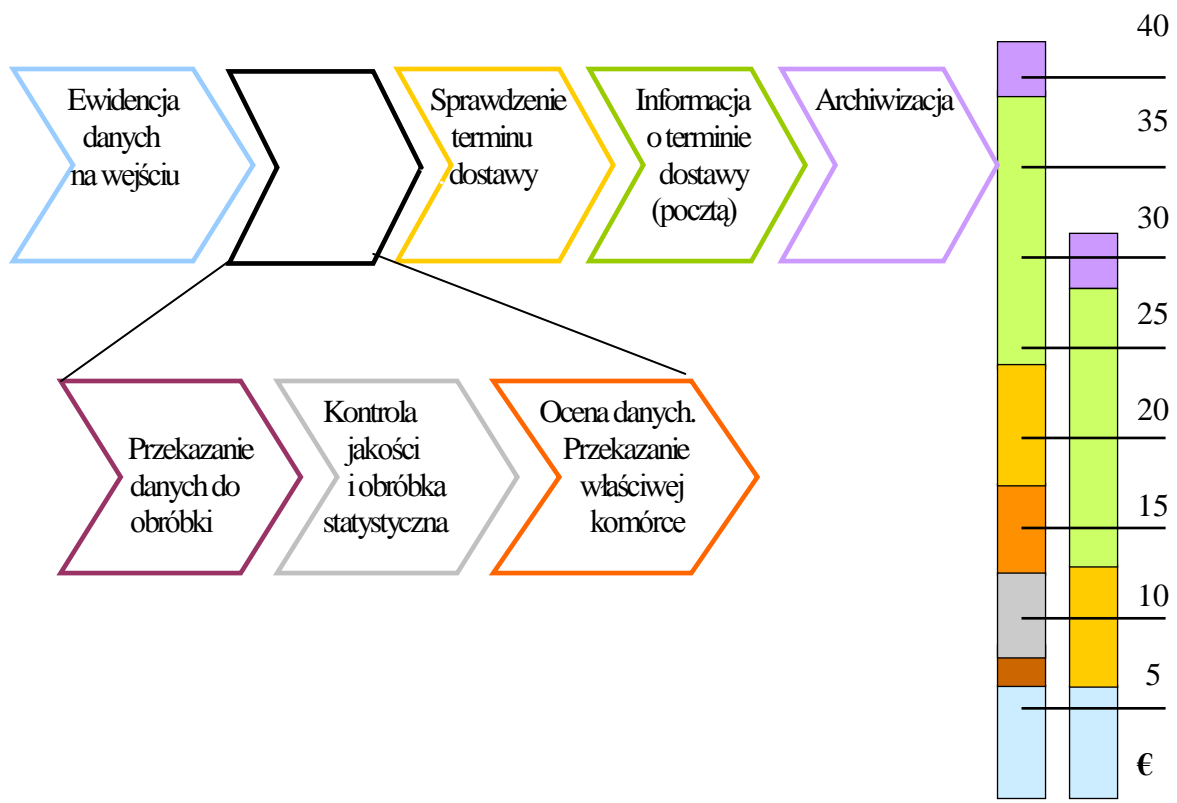 Ewidencja
danych
na wejściu
Sprawdzenie
terminu
dostawy
Informacja
o terminie
dostawy
(pocztą)
Archiwizacja
Przekazanie
danych do
obróbki
Kontrola
jakości
i obróbka
statystyczna
Ocena danych.
Przekazanie
właściwej
komórce
40
35
30
25
20
15
10
5
€